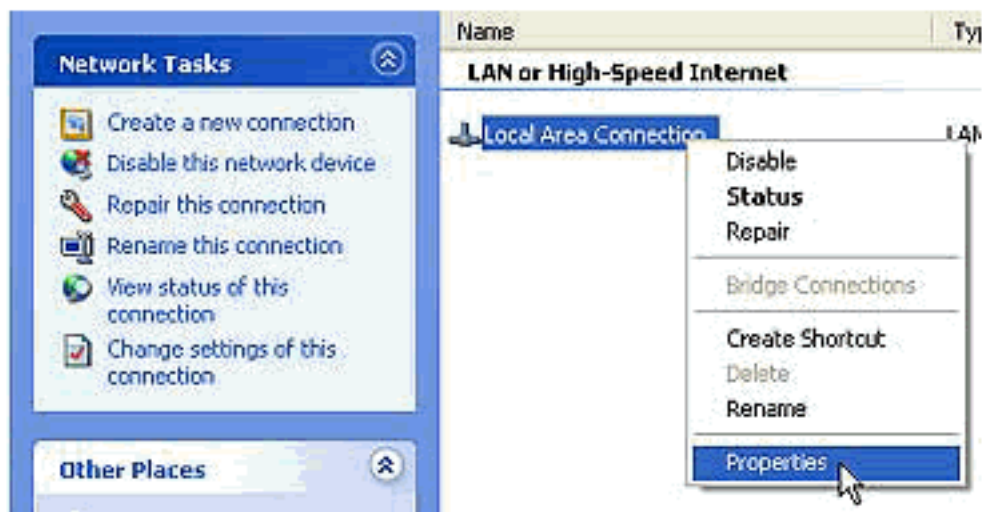 Network Tasks
Create a new connection
Disable this network device
Repair this connection
Rename this connection
View status of this
connection
Change settings of this
connection
Other Places
Name
LAN or High-Speed Internet
Local Area Connection
LAN
Disable
Status
Repair
Bridge Connections
Create Shortcut
Delete
Rename
Properties